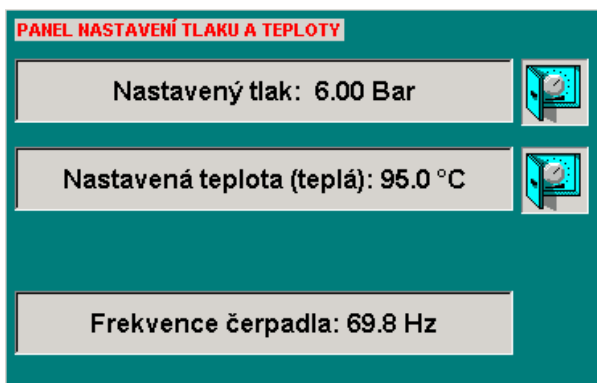 PANEL NASTAVENÍ TLAKU A TEPLOTY
Nastavený tlak: 6.00 Bar
Nastavená teplota (teplá): 95.0 °C
Frekvence čerpadla: 69.8 Hz